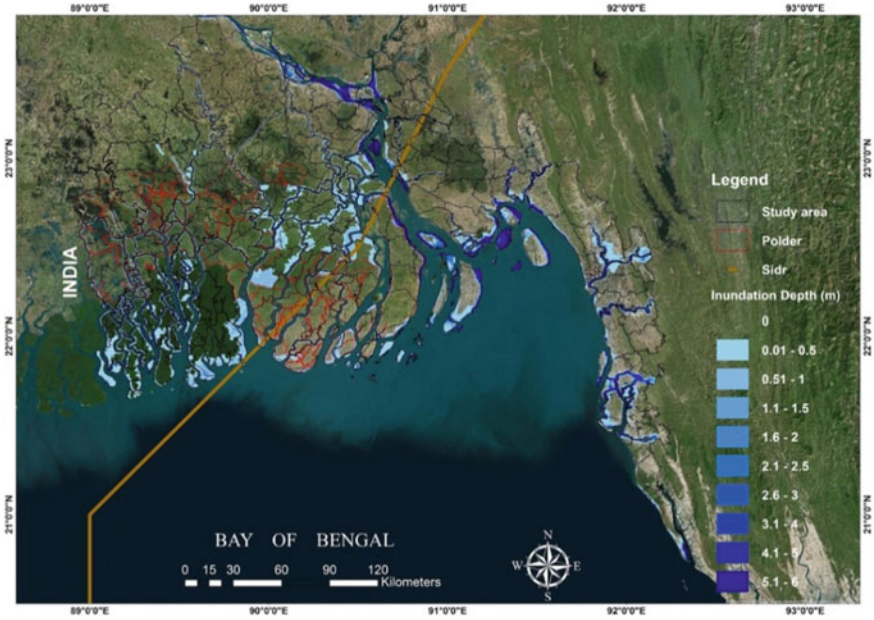 89°0'0"E 90°0'0"E 91°0'0"E 92°0'0"E 93°0'0"E
23°0'0"N
22°0'0"N
21°0'0"N
INDIA
Legend
Study area
Polder
Sidr
Inundation Depth (m)
0
0.01 - 0.5
0.51 - 1
1.1 - 1.5
1.6 - 2
2.1 - 2.5
2.6 - 3
3.1 - 4
4.1 - 5
5.1 - 6
23°0'0"N
22°0'0"N
21°0'0"N
BAY OF BENGAL
0 15 30 60 90 120
Kilometers
N
W E
S
89°0'0"E 90°0'0"E 91°0'0"E 92°0'0"E 93°0'0"E